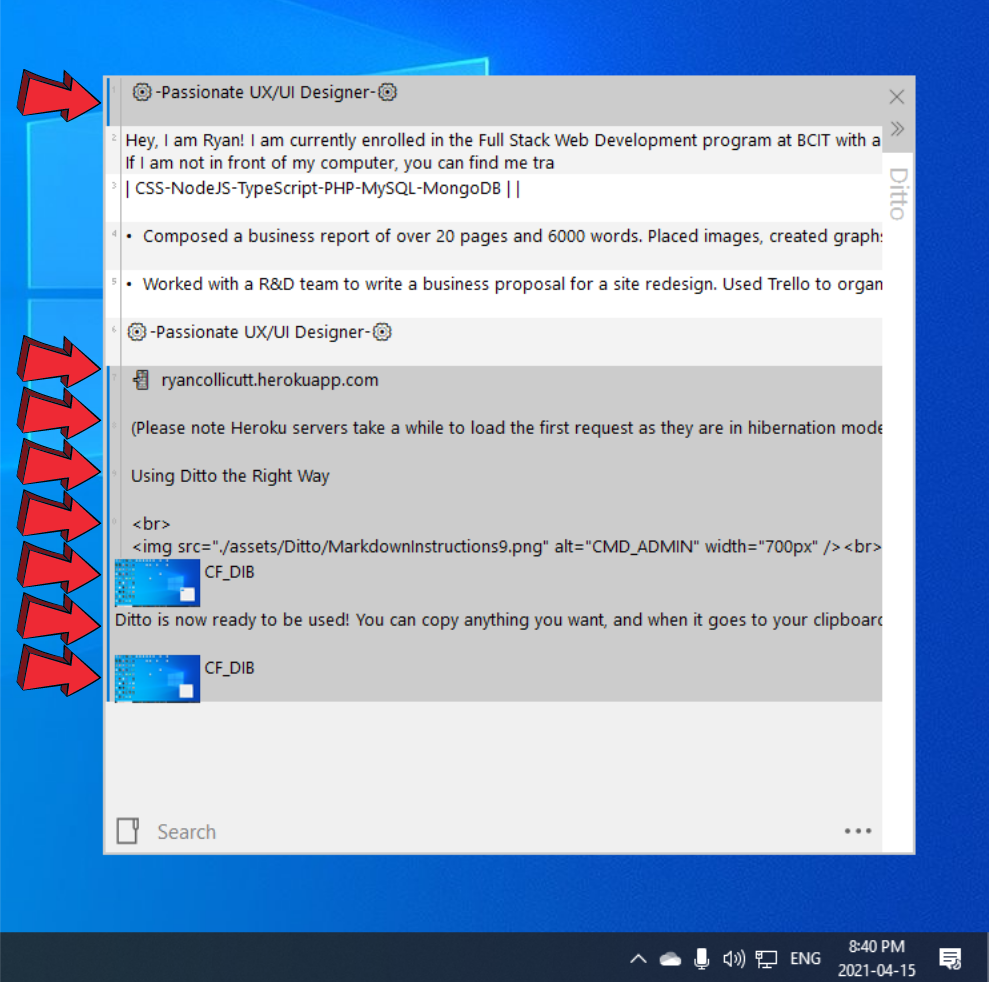 1 -Passionate UX/UI Designer-
2 Hey, I am Ryan! I am currently enrolled in the Full Stack Web Development program at BCIT with a
If I am not in front of my computer, you can find me tra
3 | CSS-NodeJS-TypeScript-PHP-MySQL-MongoDB | |
4 • Composed a business report of over 20 pages and 6000 words. Placed images, created graphs
5 • Worked with a R&D team to write a business proposal for a site redesign. Used Trello to organ
6 -Passionate UX/UI Designer-
7 ryancollicutt.herokuapp.com
8 (Please note Heroku servers take a while to load the first request as they are in hibernation mode
9 Using Ditto the Right Way
0 <br>
<img src="./assets/Ditto/MarkdownInstructions9.png" alt="CMD_ADMIN" width="700px" /><br>
CF_DIB
Ditto is now ready to be used! You can copy anything you want, and when it goes to your clipboard
CF_DIB
Ditto
Search
ENG
8:40 PM
2021-04-15